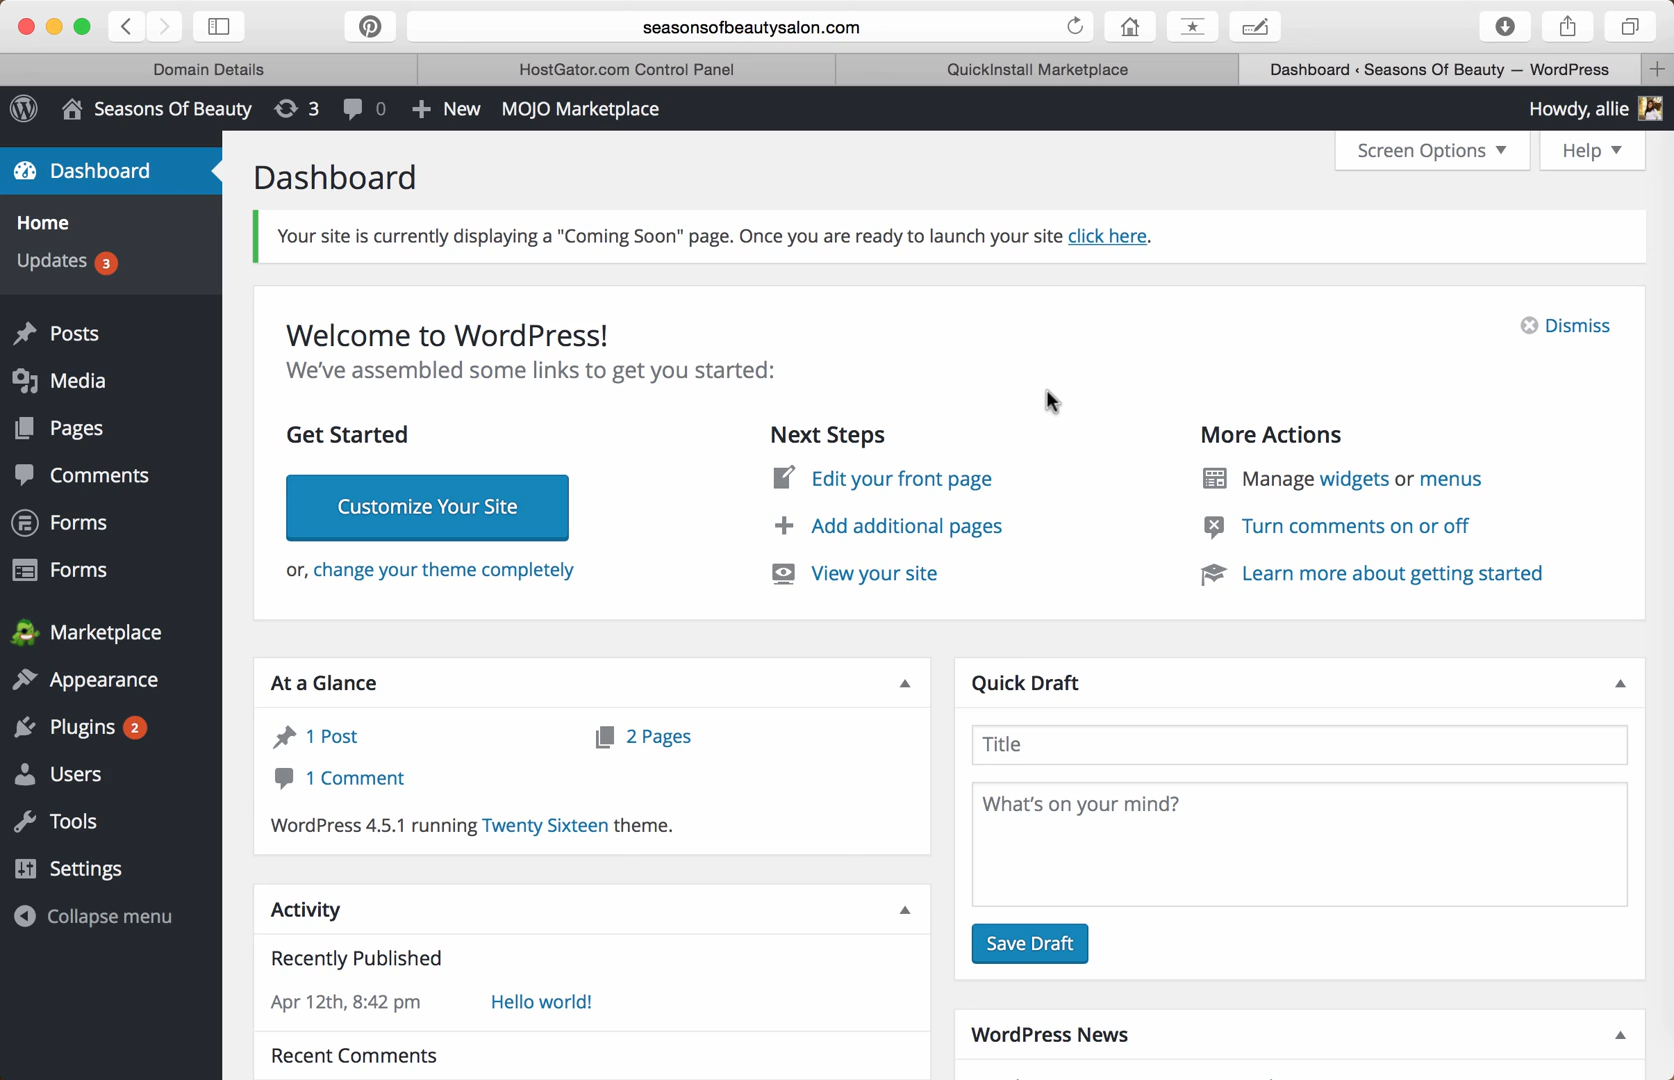 seasonsofbeautysalon.com
Domain Details
HostGator.com Control Panel
QuickInstall Marketplace
Dashboard ‹ Seasons Of Beauty — WordPress
Seasons Of Beauty
3
0
New
MOJO Marketplace
Howdy, allie
Dashboard
Home
Updates 3
Posts
Media
Pages
Comments
Forms
Forms
Marketplace
Appearance
Plugins 2
Users
Tools
Settings
Collapse menu
Screen Options
Help
Dashboard
Your site is currently displaying a "Coming Soon" page. Once you are ready to launch your site click here.
Welcome to WordPress!
We've assembled some links to get you started:
Dismiss
Get Started
Customize Your Site
or, change your theme completely
Next Steps
Edit your front page
Add additional pages
View your site
More Actions
Manage widgets or menus
Turn comments on or off
Learn more about getting started
At a Glance
1 Post
2 Pages
1 Comment
WordPress 4.5.1 running Twenty Sixteen theme.
Activity
Recently Published
Apr 12th, 8:42 pm
Hello world!
Recent Comments
Quick Draft
Title
What's on your mind?
Save Draft
WordPress News